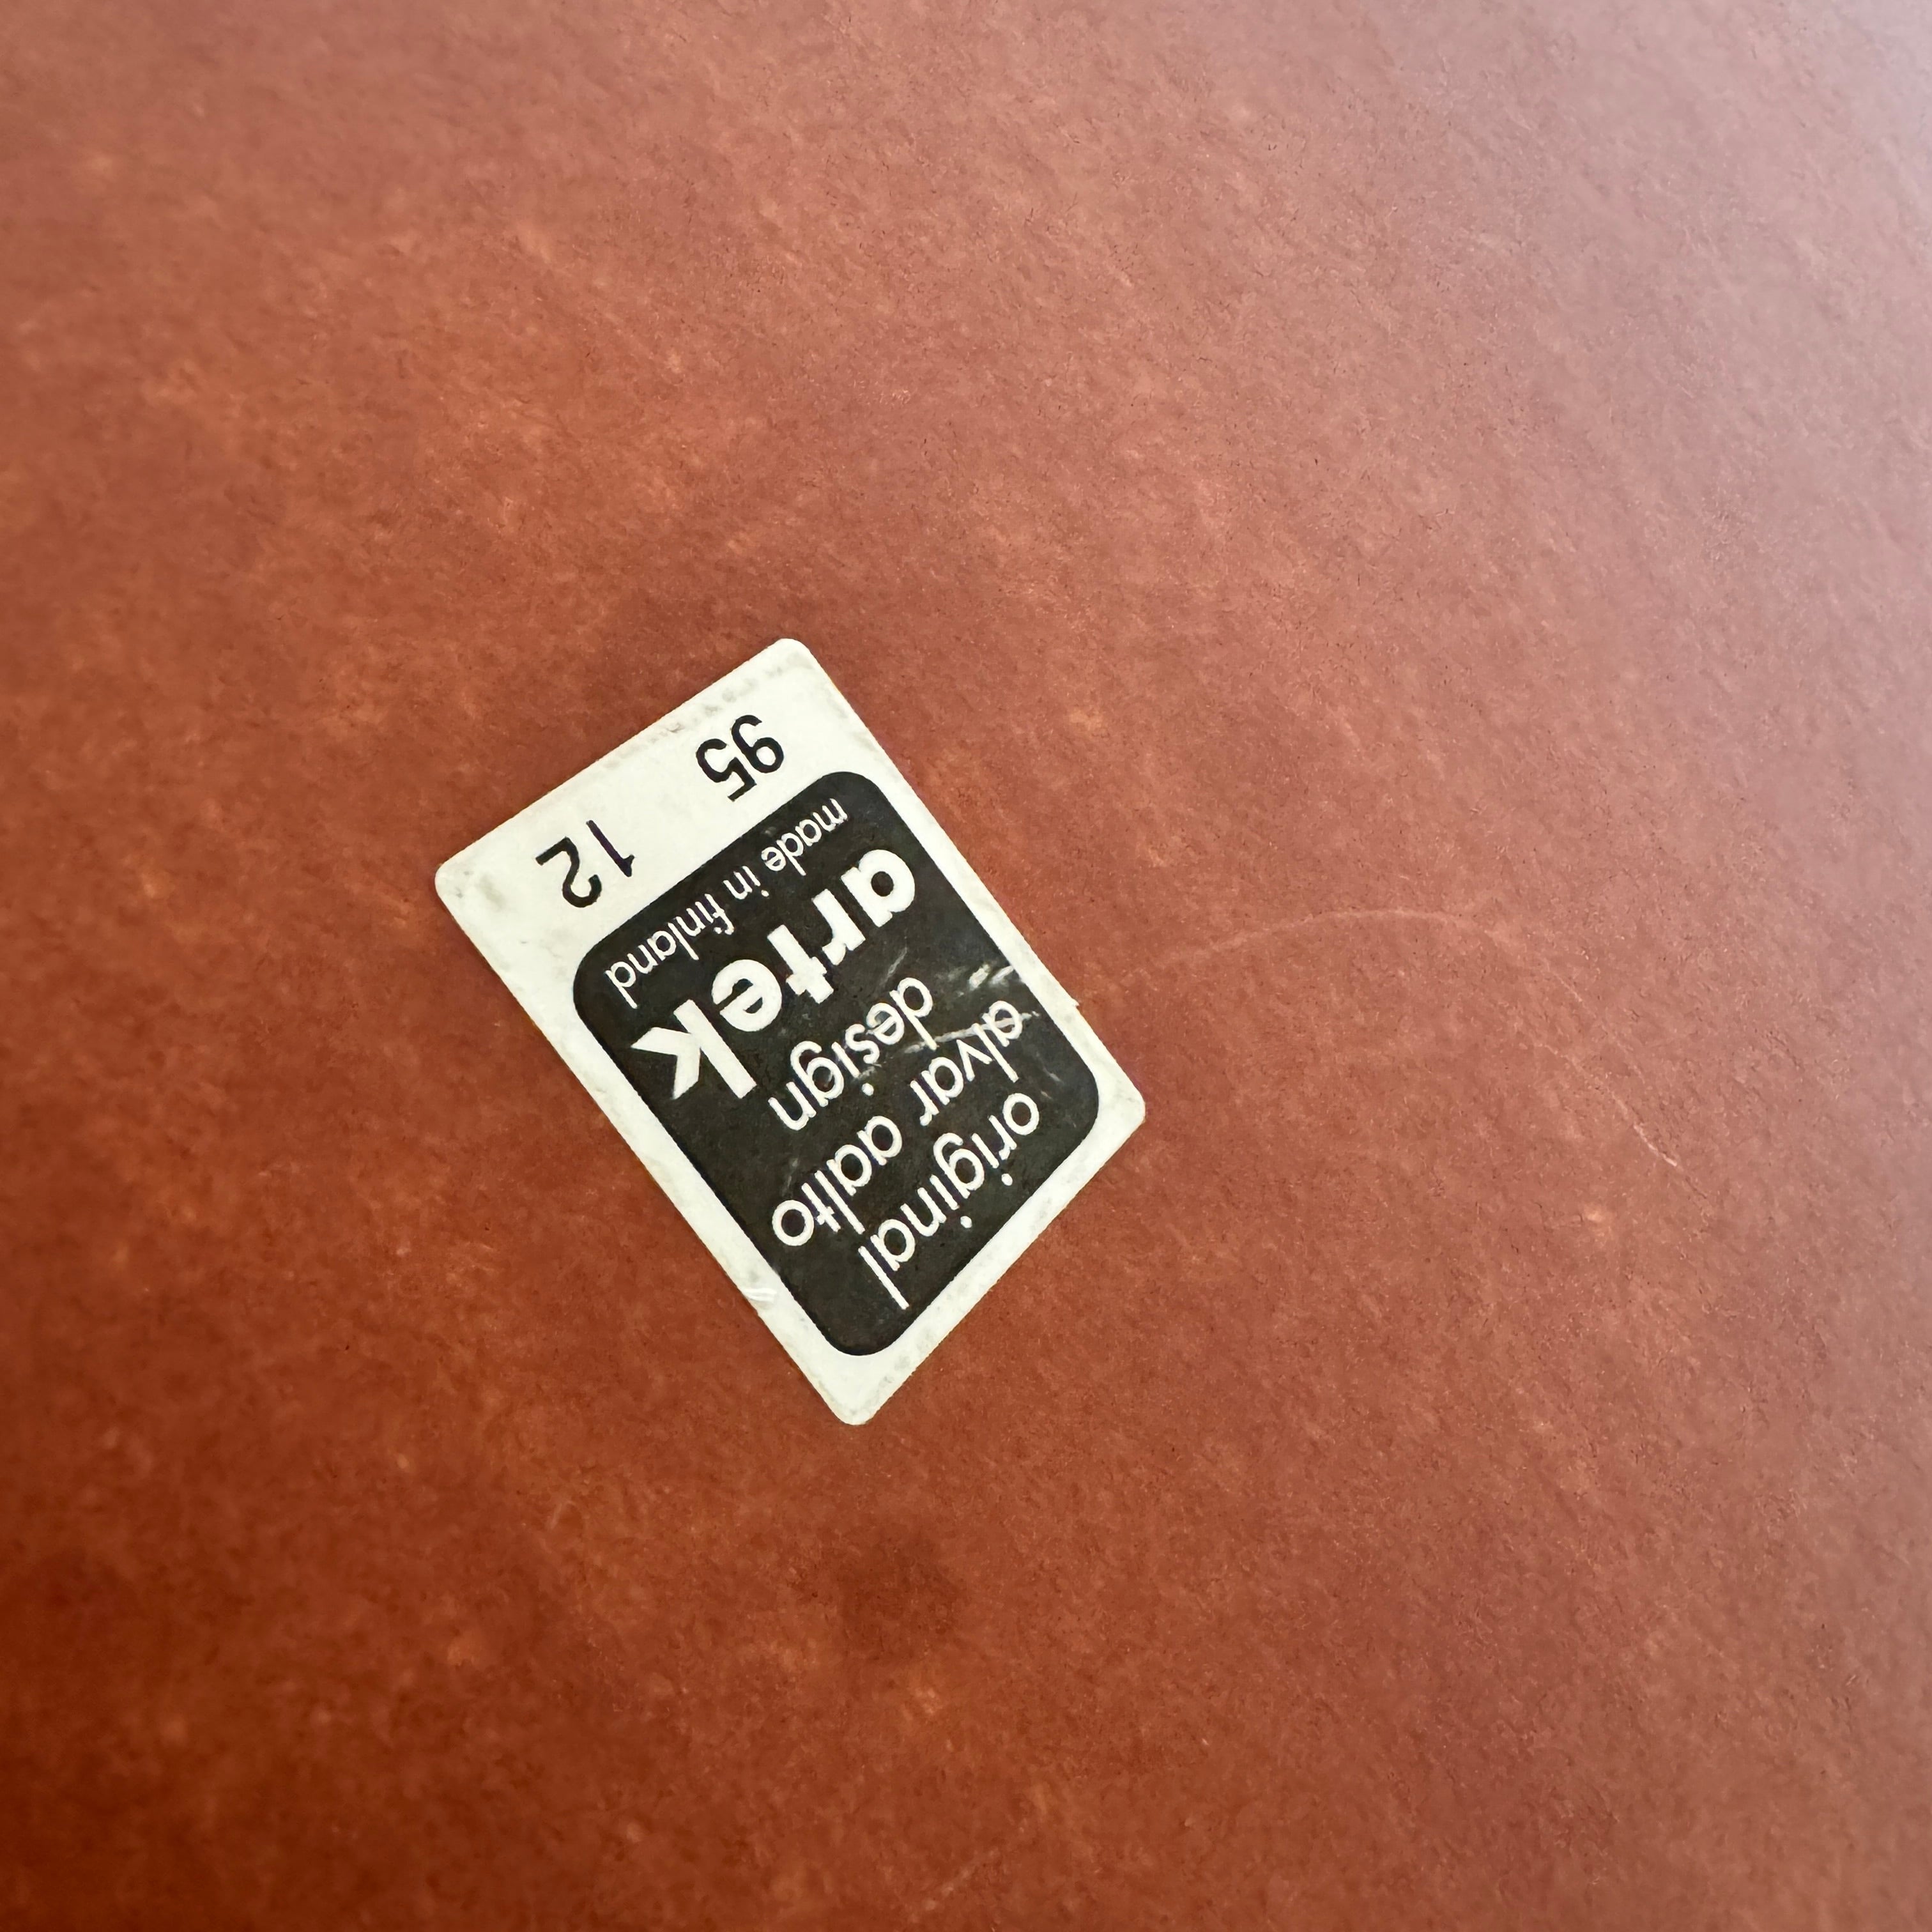 original
alvar aalto
design
artek
made in finland
95 12